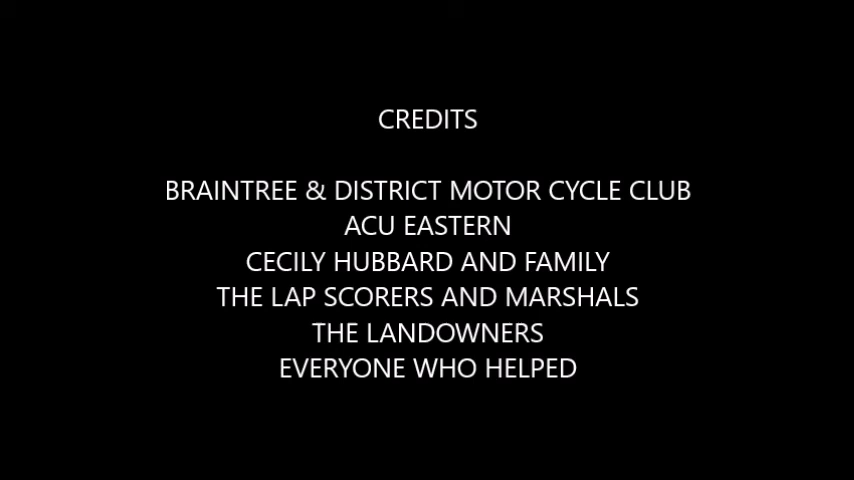 CREDITS
BRAINTREE & DISTRICT MOTOR CYCLE CLUB
ACU EASTERN
CECILY HUBBARD AND FAMILY
THE LAP SCORERS AND MARSHALS
THE LANDOWNERS
EVERYONE WHO HELPED